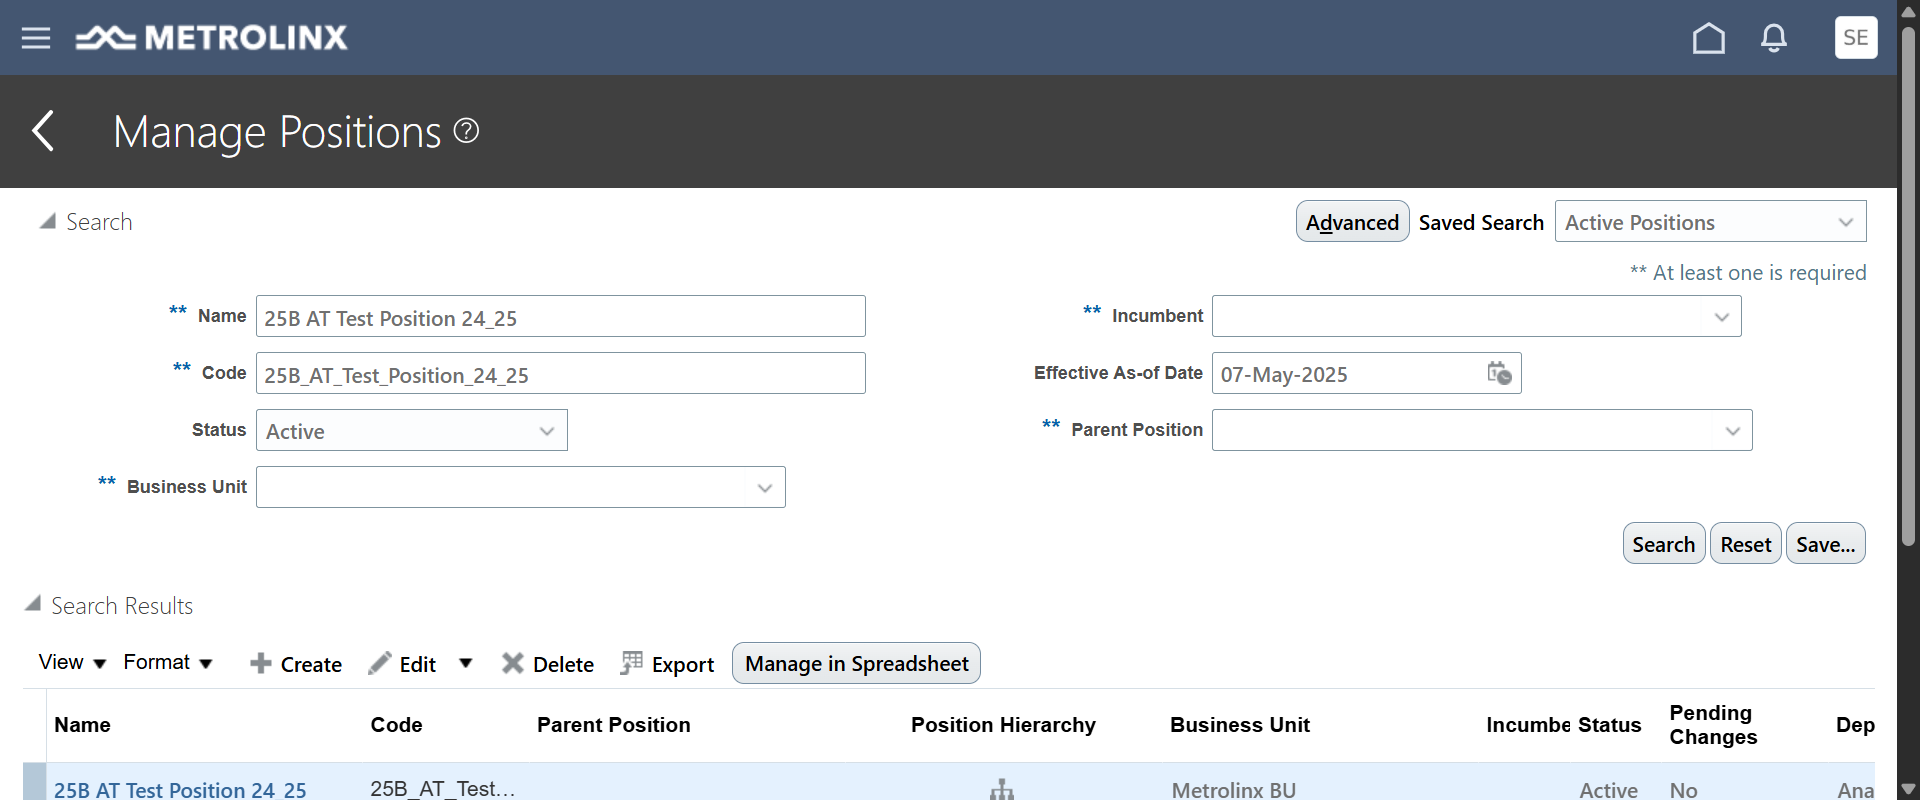 METROLINX
SE
Manage Positions ?
Search
Advanced Saved Search Active Positions
** At least one is required
** Name 25B AT Test Position 24_25
** Incumbent
** Code 25B_AT_Test_Position_24_25
Effective As-of Date 07-May-2025
Status Active
** Parent Position
** Business Unit
Search Reset Save...
Search Results
View Format Create Edit Delete Export Manage in Spreadsheet
Name Code Parent Position Position Hierarchy Business Unit Incumbe Status Pending Changes Dep
25B AT Test Position 24_25 25B_AT_Test... Metrolinx BU Active No Ana